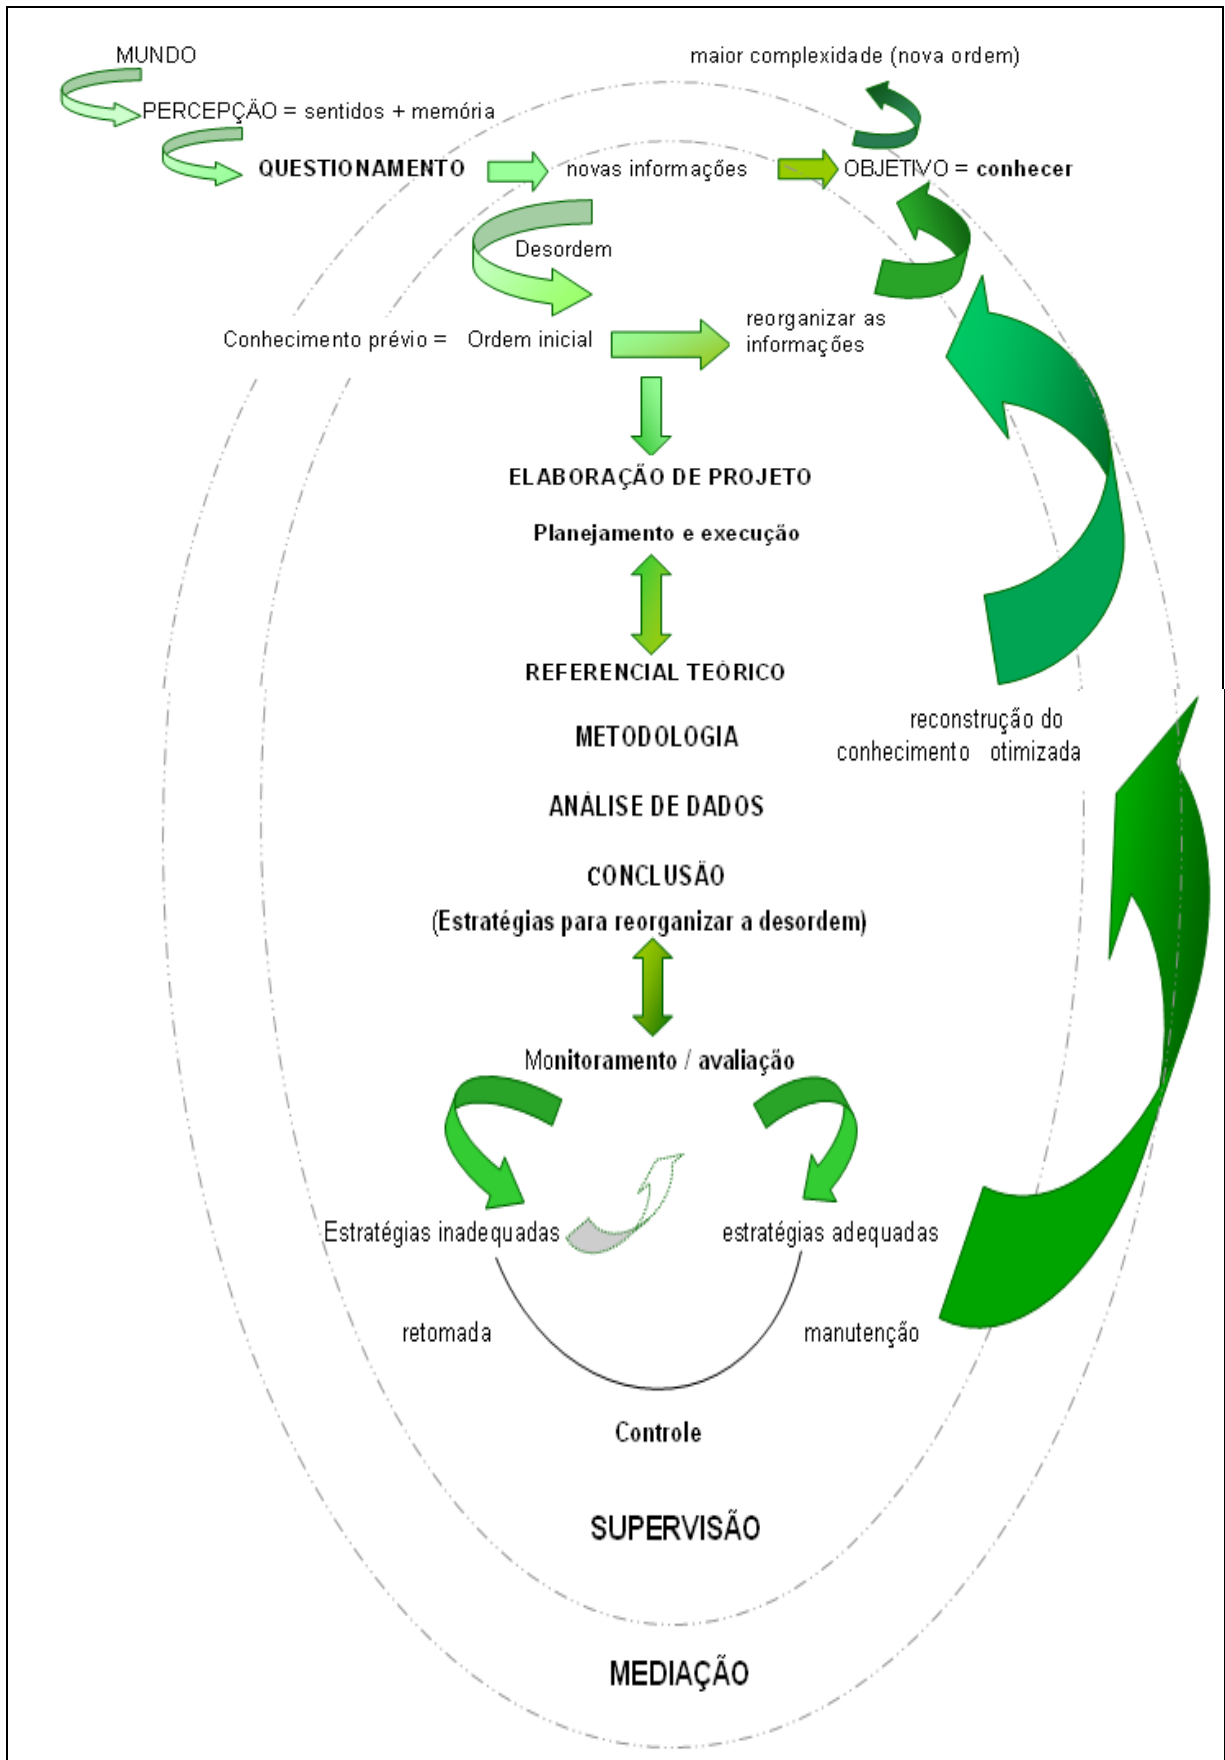 MUNDO
maior complexidade (nova ordem)
PERCEPÇÃO = sentidos + memória
QUESTIONAMENTO
novas informações
OBJETIVO = conhecer
Desordem
Conhecimento prévio = Ordem inicial
reorganizar as
informações
ELABORAÇÃO DE PROJETO
Planejamento e execução
REFERENCIAL TEÓRICO
METODOLOGIA
reconstrução do
conhecimento otimizada
ANÁLISE DE DADOS
CONCLUSÃO
(Estratégias para reorganizar a desordem)
Monitoramento / avaliação
Estratégias inadequadas
estratégias adequadas
retomada
manutenção
Controle
SUPERVISÃO
MEDIAÇÃO